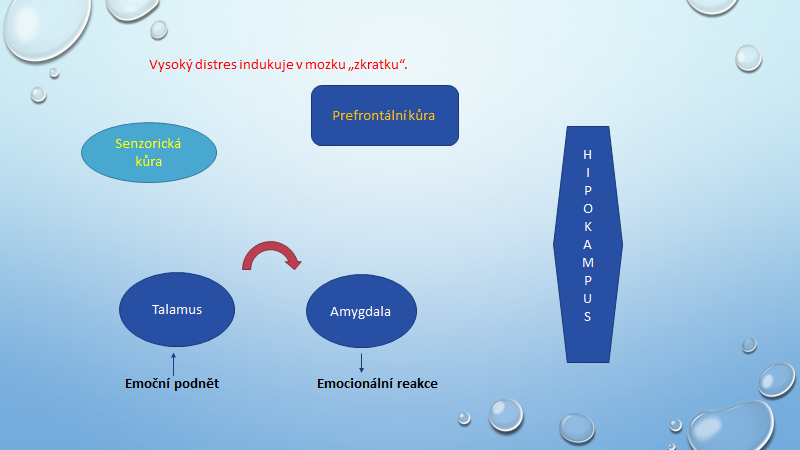 Vysoký distres indukuje v mozku „zkratku“.
Prefrontální kůra
Senzorická
kůra
H
I
P
O
K
A
M
P
U
S
Talamus
Amygdala
Emoční podnět
Emocionální reakce